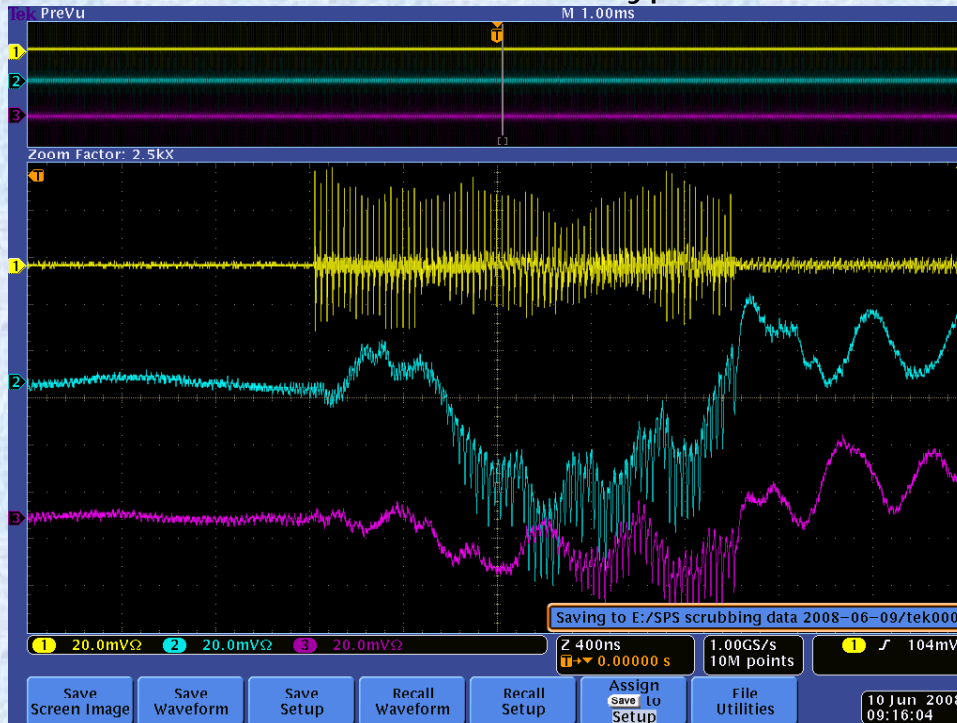 Tek PreVu M 1.00ms
T
1
2
3
[]
Zoom Factor: 2.5kX
T
1
2
3
Saving to E:/SPS scrubbing data 2008-06-09/tek000
1 20.0mVΩ 2 20.0mVΩ 3 20.0mVΩ
Z 400ns
T→▼ 0.00000 s
1.00GS/s
10M points
1 104mV
Save Screen Image
Save Waveform
Save Setup
Recall Waveform
Recall Setup
Assign Save to Setup
File Utilities
10 Jun 2008
09:16:04